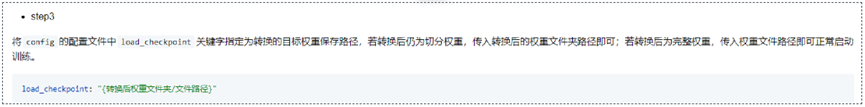 • step3
将 config 的配置文件中 load_checkpoint 关键字指定为转换的目标权重保存路径，若转换后仍为切分权重，传入转换后的权重文件夹路径即可；若转换后为完整权重，传入权重文件路径即可正常启动
训练。
load_checkpoint: "{转换后权重文件夹/文件路径}"